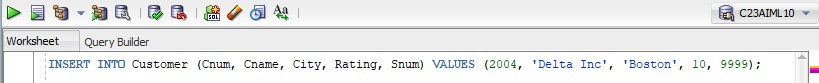 C23AIML10
Worksheet Query Builder
INSERT INTO Customer (Cnum, Cname, City, Rating, Snum) VALUES (2004, 'Delta Inc', 'Boston', 10, 9999);